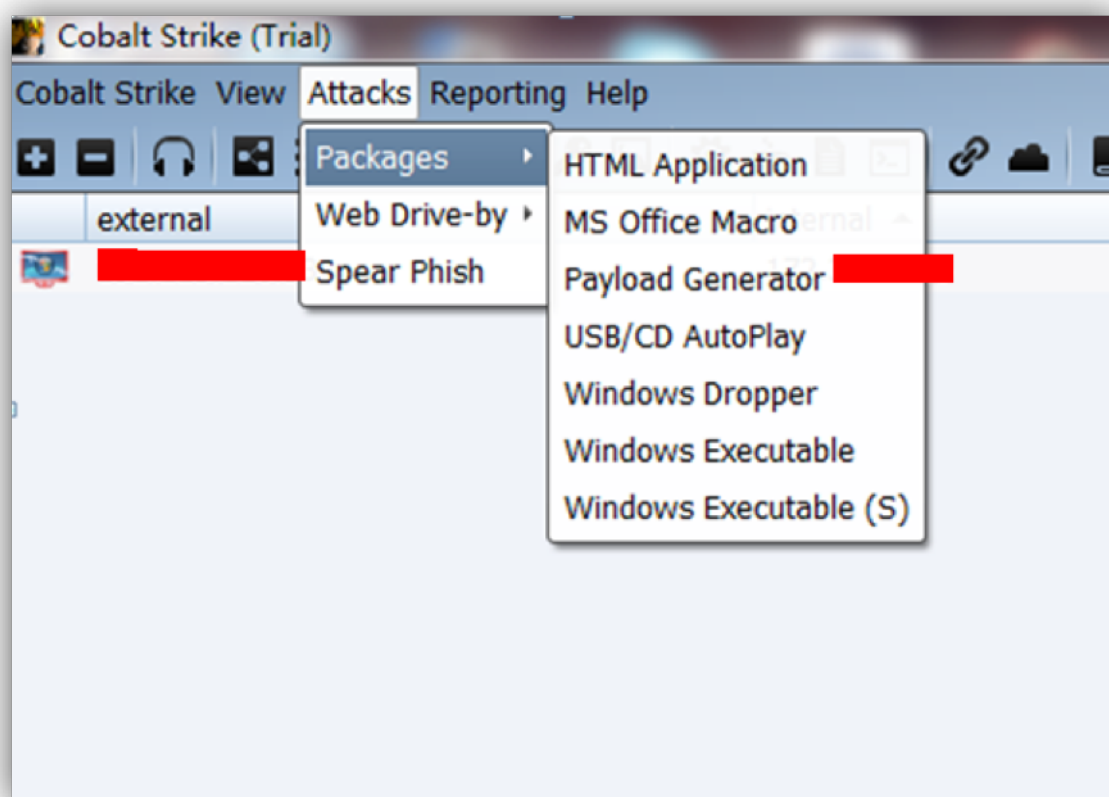 Cobalt Strike (Trial)
Cobalt Strike View Attacks Reporting Help
Packages
HTML Application
external
Web Drive-by
MS Office Macro
Spear Phish
Payload Generator
USB/CD AutoPlay
Windows Dropper
Windows Executable
Windows Executable (S)